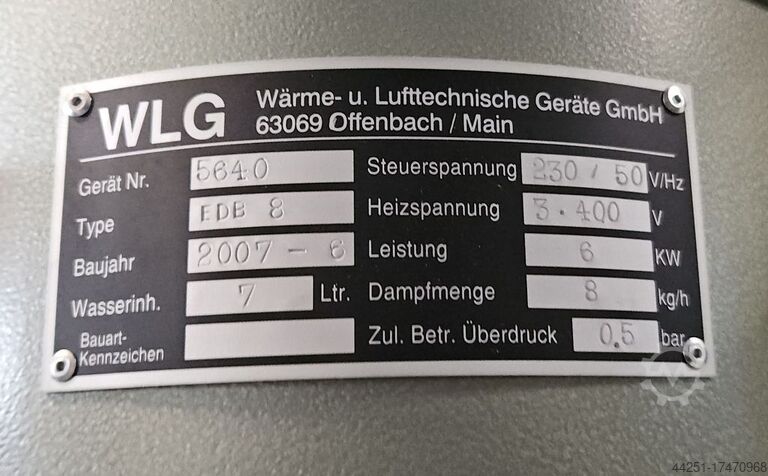 WLG Wärme- u. Lufttechnische Geräte GmbH
63069 Offenbach / Main
Gerät Nr. 5640
Type EDB 8
Baujahr 2007 - 6
Wasserinh. 7 Ltr.
Bauart-
Kennzeichen
Steuerspannung 230 / 50 V/Hz
Heizspannung 3·400 V
Leistung 6 KW
Dampfmenge 8 kg/h
Zul. Betr. Überdruck 0.5 bar
44251-17470968